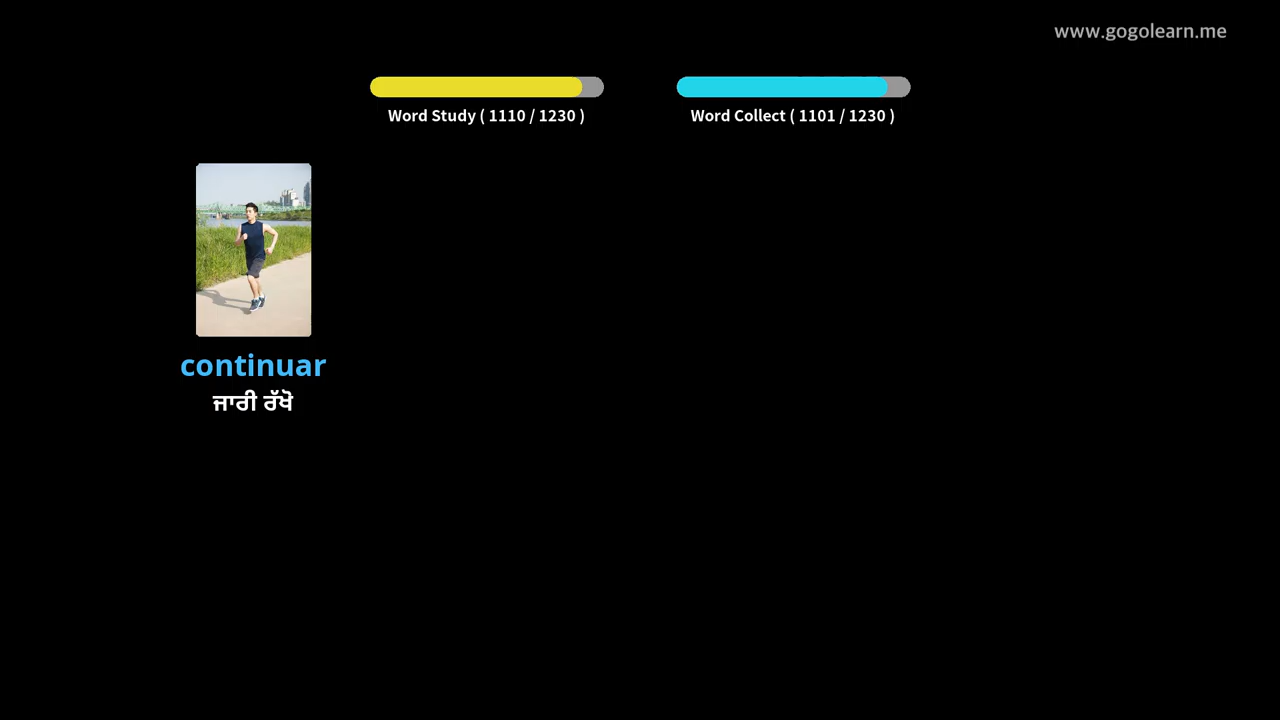 www.gogolearn.me
Word Study ( 1110 / 1230 )
Word Collect ( 1101 / 1230 )
continuar
ਜਾਰੀ ਰੱਖੋ